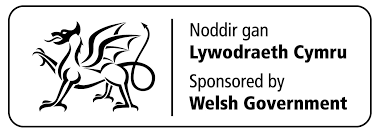 Noddir gan
Lywodraeth Cymru
Sponsored by
Welsh Government